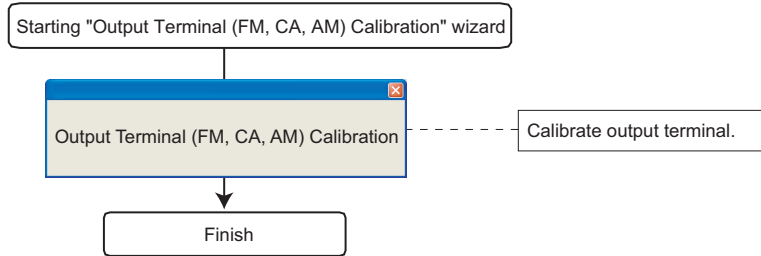 Starting "Output Terminal (FM, CA, AM) Calibration" wizard
Output Terminal (FM, CA, AM) Calibration
Calibrate output terminal.
Finish